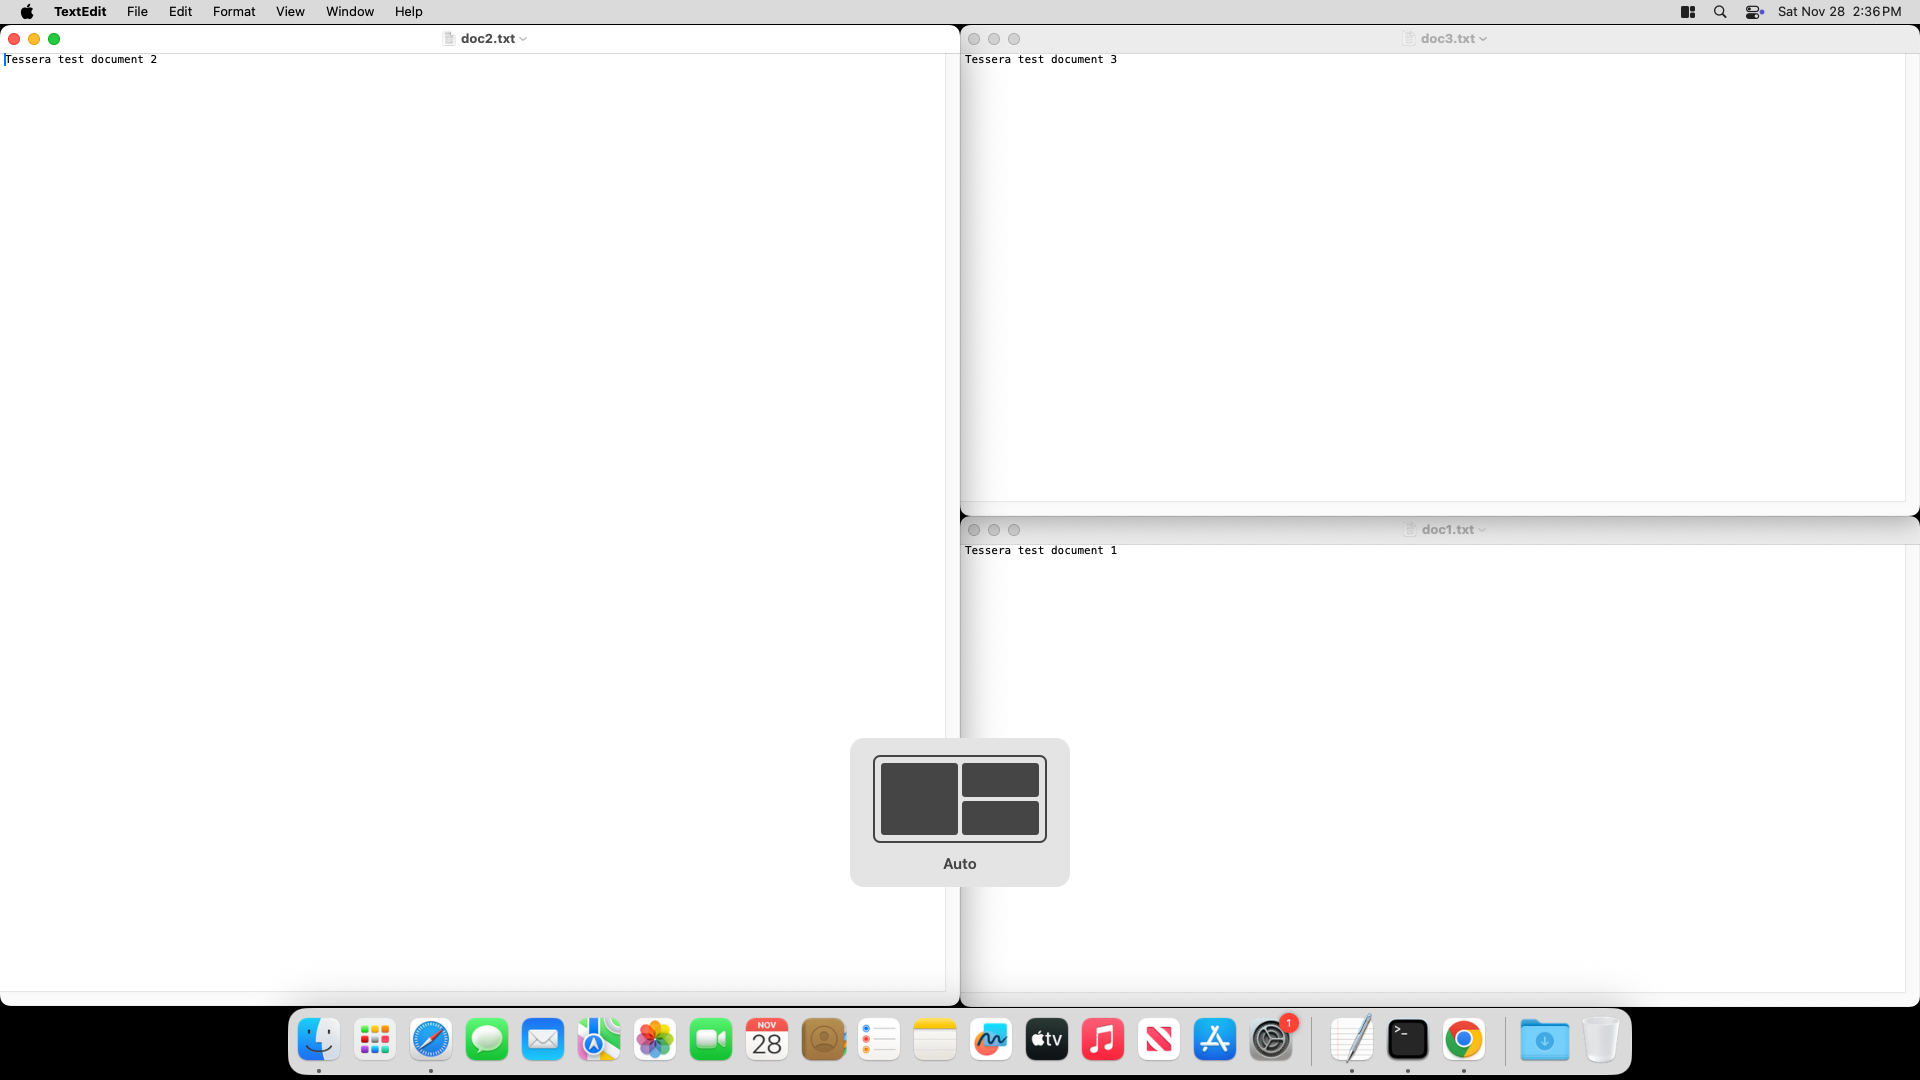 TextEdit File Edit Format View Window Help Sat Nov 28 2:36 PM
doc2.txt
Tessera test document 2
doc3.txt
Tessera test document 3
doc1.txt
Tessera test document 1
Auto
NOV
28
tv
1
>_